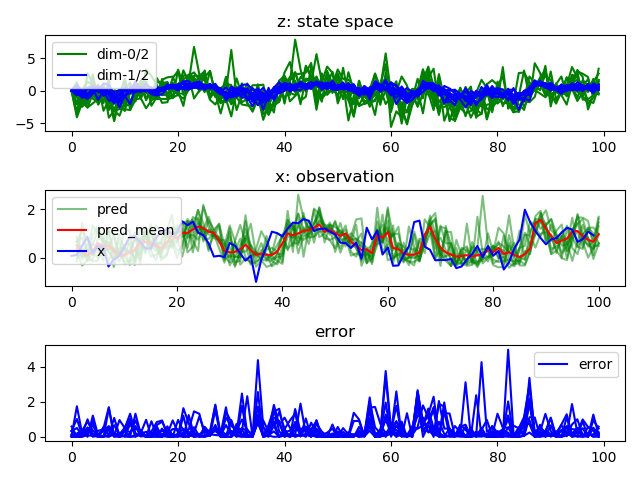 z: state space
5
0
−5
dim-0/2
dim-1/2
0 20 40 60 80 100
x: observation
2
0
pred
pred_mean
x
0 20 40 60 80 100
error
4
2
0
error
0 20 40 60 80 100